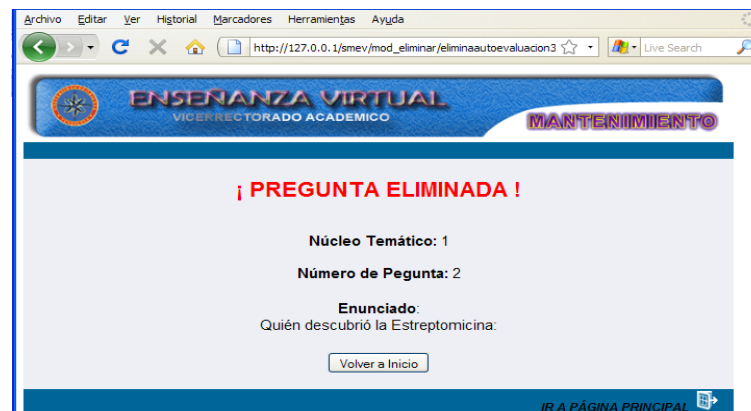 Archivo Editar Ver Historial Marcadores Herramientas Ayuda
http://127.0.0.1/smev/mod_eliminar/eliminaautoevaluacion3 Live Search
ENSEÑANZA VIRTUAL
VICERRECTORADO ACADEMICO
MANTENIMIENTO
¡ PREGUNTA ELIMINADA !
Núcleo Temático: 1
Número de Pegunta: 2
Enunciado:
Quién descubrió la Estreptomicina:
Volver a Inicio
IR A PÁGINA PRINCIPAL